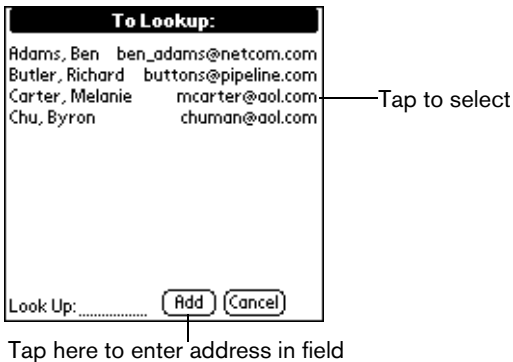 To Lookup:
Adams, Ben ben_adams@netcom.com
Butler, Richard buttons@pipeline.com
Carter, Melanie mcarter@aol.com
Tap to select
Chu, Byron chuman@aol.com
Look Up: Add Cancel
Tap here to enter address in field